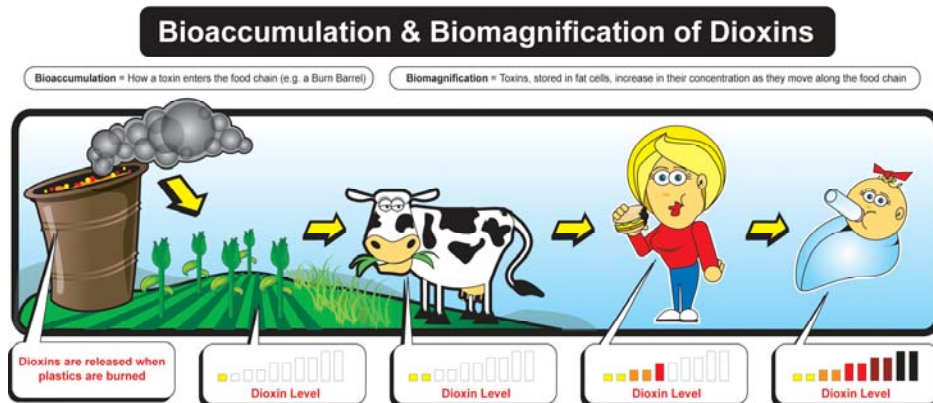 Bioaccumulation & Biomagnification of Dioxins
Bioaccumulation = How a toxin enters the food chain (e.g. a Burn Barrel)
Biomagnification = Toxins, stored in fat cells, increase in their concentration as they move along the food chain
Dioxins are released when
plastics are burned
Dioxin Level
Dioxin Level
Dioxin Level
Dioxin Level